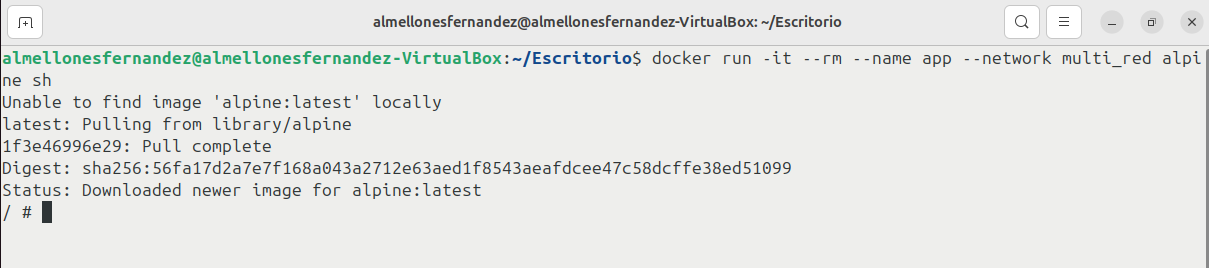 almellonesfernandez@almellonesfernandez-VirtualBox: ~/Escritorio
almellonesfernandez@almellonesfernandez-VirtualBox:~/Escritorio$ docker run -it --rm --name app --network multi_red alpi
ne sh
Unable to find image 'alpine:latest' locally
latest: Pulling from library/alpine
1f3e46996e29: Pull complete
Digest: sha256:56fa17d2a7e7f168a043a2712e63aed1f8543aeafdcee47c58dcffe38ed51099
Status: Downloaded newer image for alpine:latest
/ #